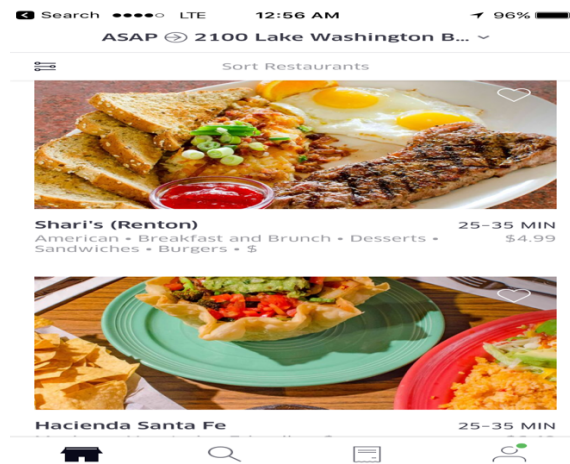 Search LTE 12:56 AM 96%
ASAP 2100 Lake Washington B...
Sort Restaurants
Shari's (Renton) 25-35 MIN
American • Breakfast and Brunch • Desserts • $4.99
Sandwiches • Burgers • $
Hacienda Santa Fe 25-35 MIN